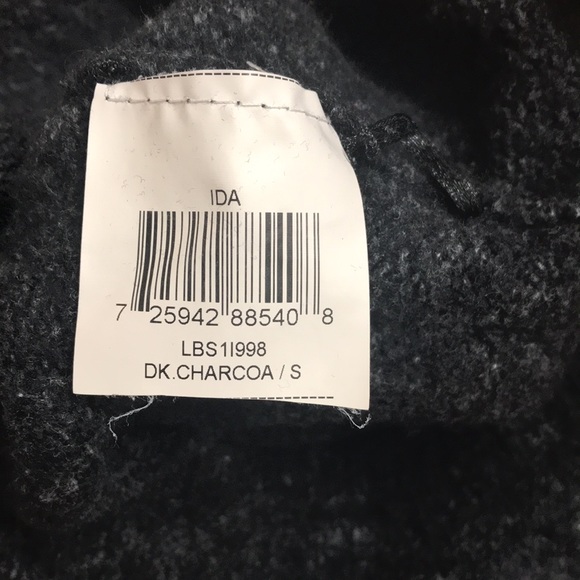 IDA
7 25942 88540 8
LBS1I998
DK.CHARCOA / S